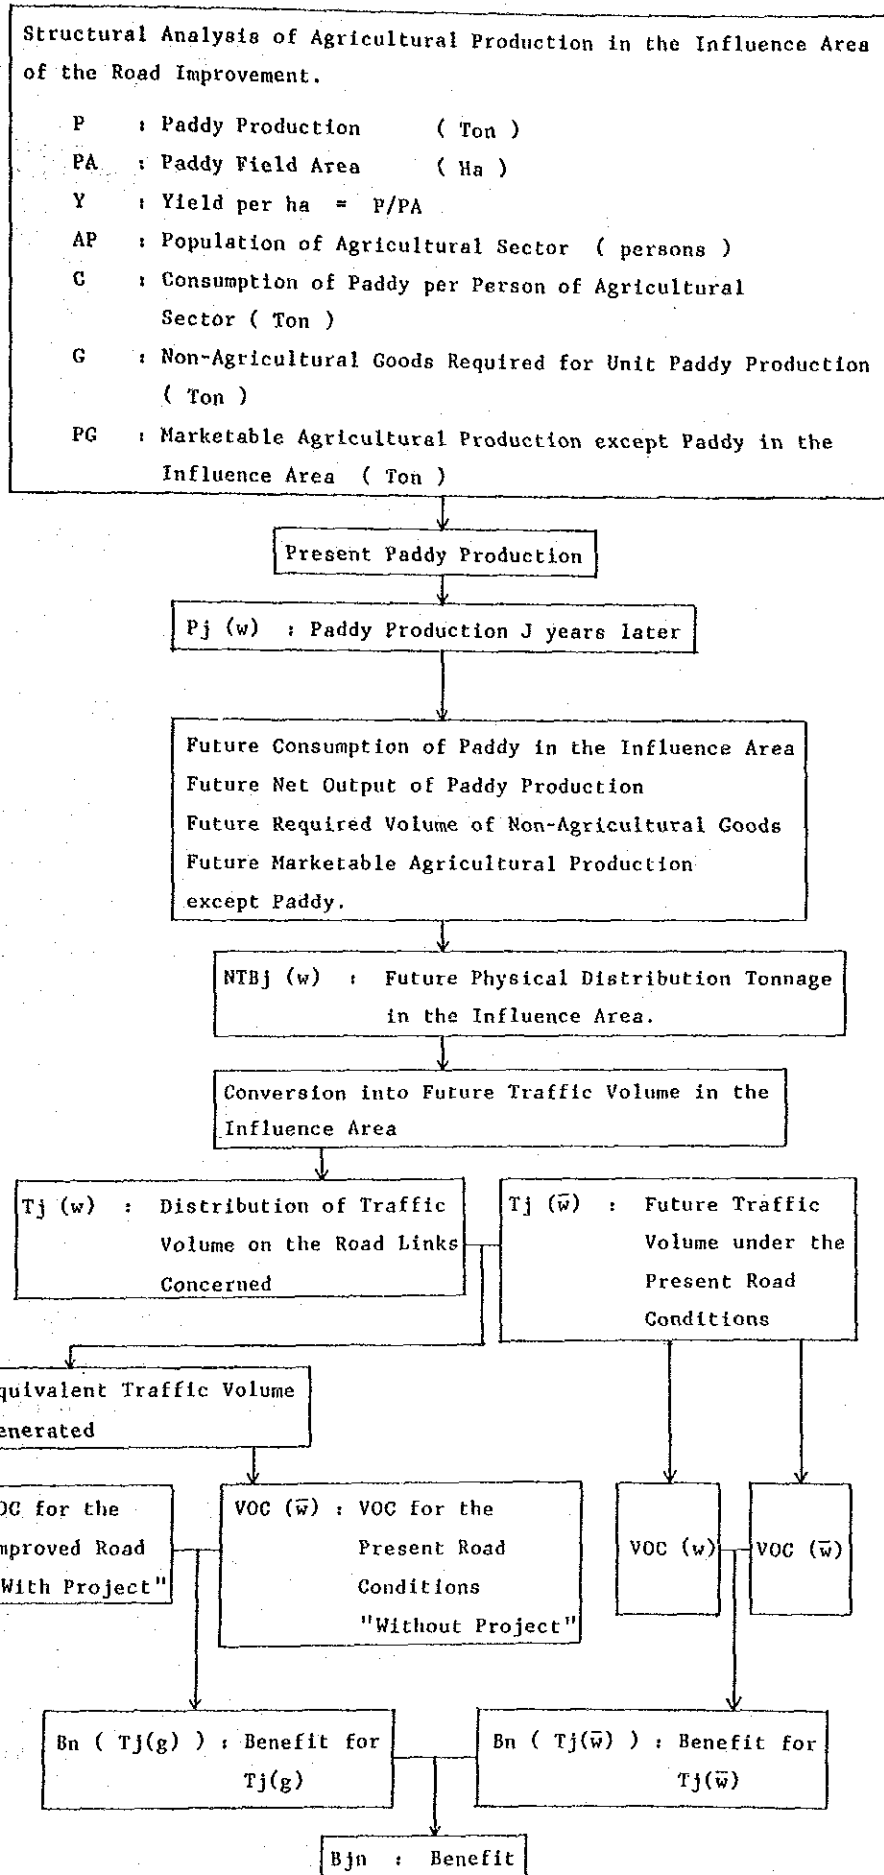 Structural Analysis of Agricultural Production in the Influence Area
of the Road Improvement.
P : Paddy Production ( Ton )
PA : Paddy Field Area ( Ha )
Y : Yield per ha = P/PA
AP : Population of Agricultural Sector ( persons )
C : Consumption of Paddy per Person of Agricultural
Sector ( Ton )
G : Non-Agricultural Goods Required for Unit Paddy Production
( Ton )
PG : Marketable Agricultural Production except Paddy in the
Influence Area ( Ton )
Present Paddy Production
Pj (w) : Paddy Production J years later
Future Consumption of Paddy in the Influence Area
Future Net Output of Paddy Production
Future Required Volume of Non-Agricultural Goods
Future Marketable Agricultural Production
except Paddy.
NTBj (w) : Future Physical Distribution Tonnage
in the Influence Area.
Conversion into Future Traffic Volume in the
Influence Area
Tj (w) : Distribution of Traffic
Volume on the Road Links
Concerned
Tj (w̅) : Future Traffic
Volume under the
Present Road
Conditions
quivalent Traffic Volume
enerated
OC for the
mproved Road
With Project"
VOC (w̅) : VOC for the
Present Road
Conditions
"Without Project"
VOC (w)
VOC (w̅)
Bn ( Tj(g) ) : Benefit for
Tj(g)
Bn ( Tj(w̅) ) : Benefit for
Tj(w̅)
Bjn : Benefit